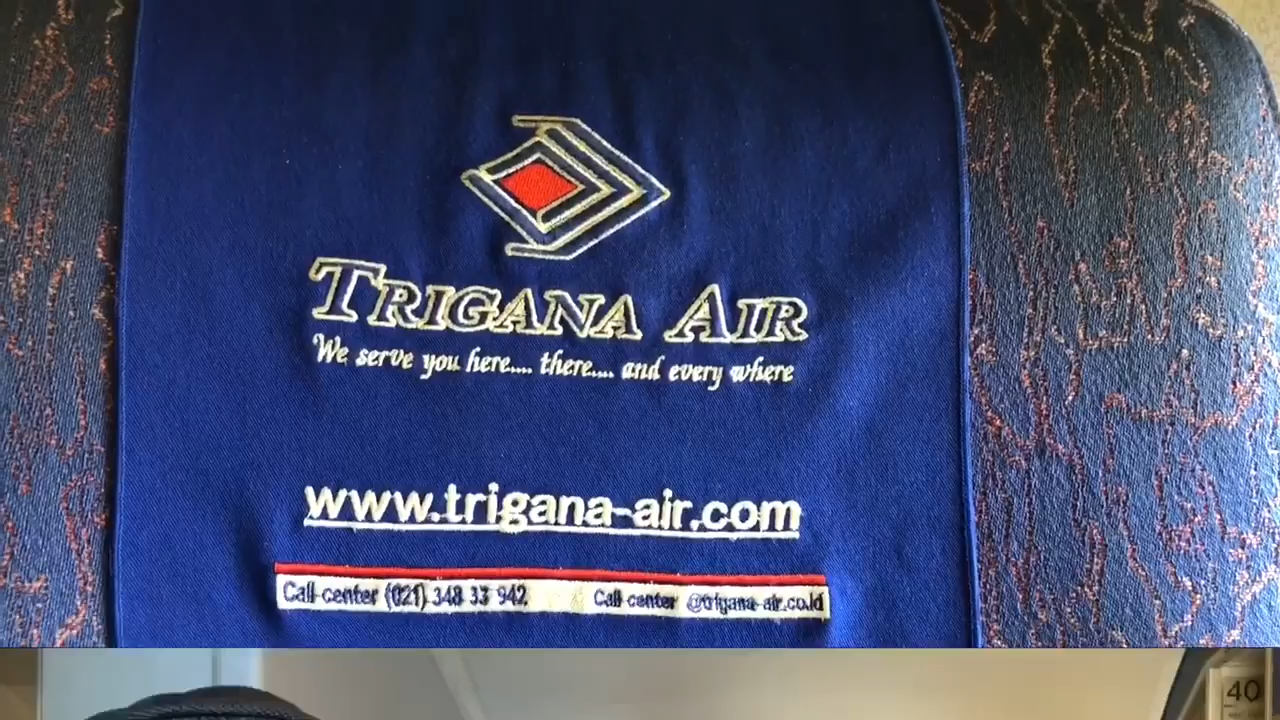 TRIGANA AIR
We serve you here.... there.... and every where
www.trigana-air.com
Call center (021) 348 33 942 Call center @trigana-air.co.id
40